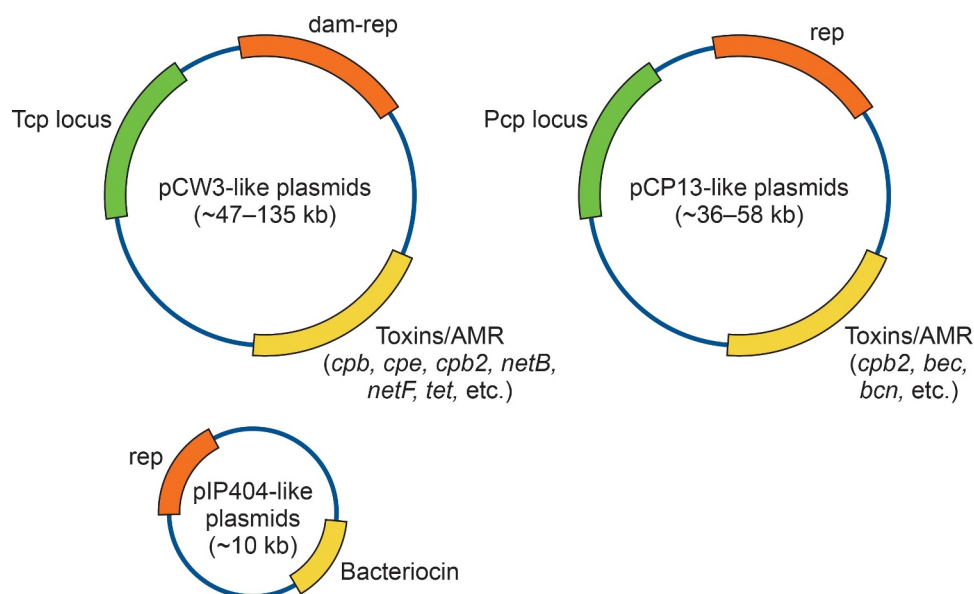 dam-rep
Tcp locus
pCW3-like plasmids
(~47–135 kb)
Toxins/AMR
(cpb, cpe, cpb2, netB,
netF, tet, etc.)
rep
Pcp locus
pCP13-like plasmids
(~36–58 kb)
Toxins/AMR
(cpb2, bec,
bcn, etc.)
rep
pIP404-like
plasmids
(~10 kb)
Bacteriocin